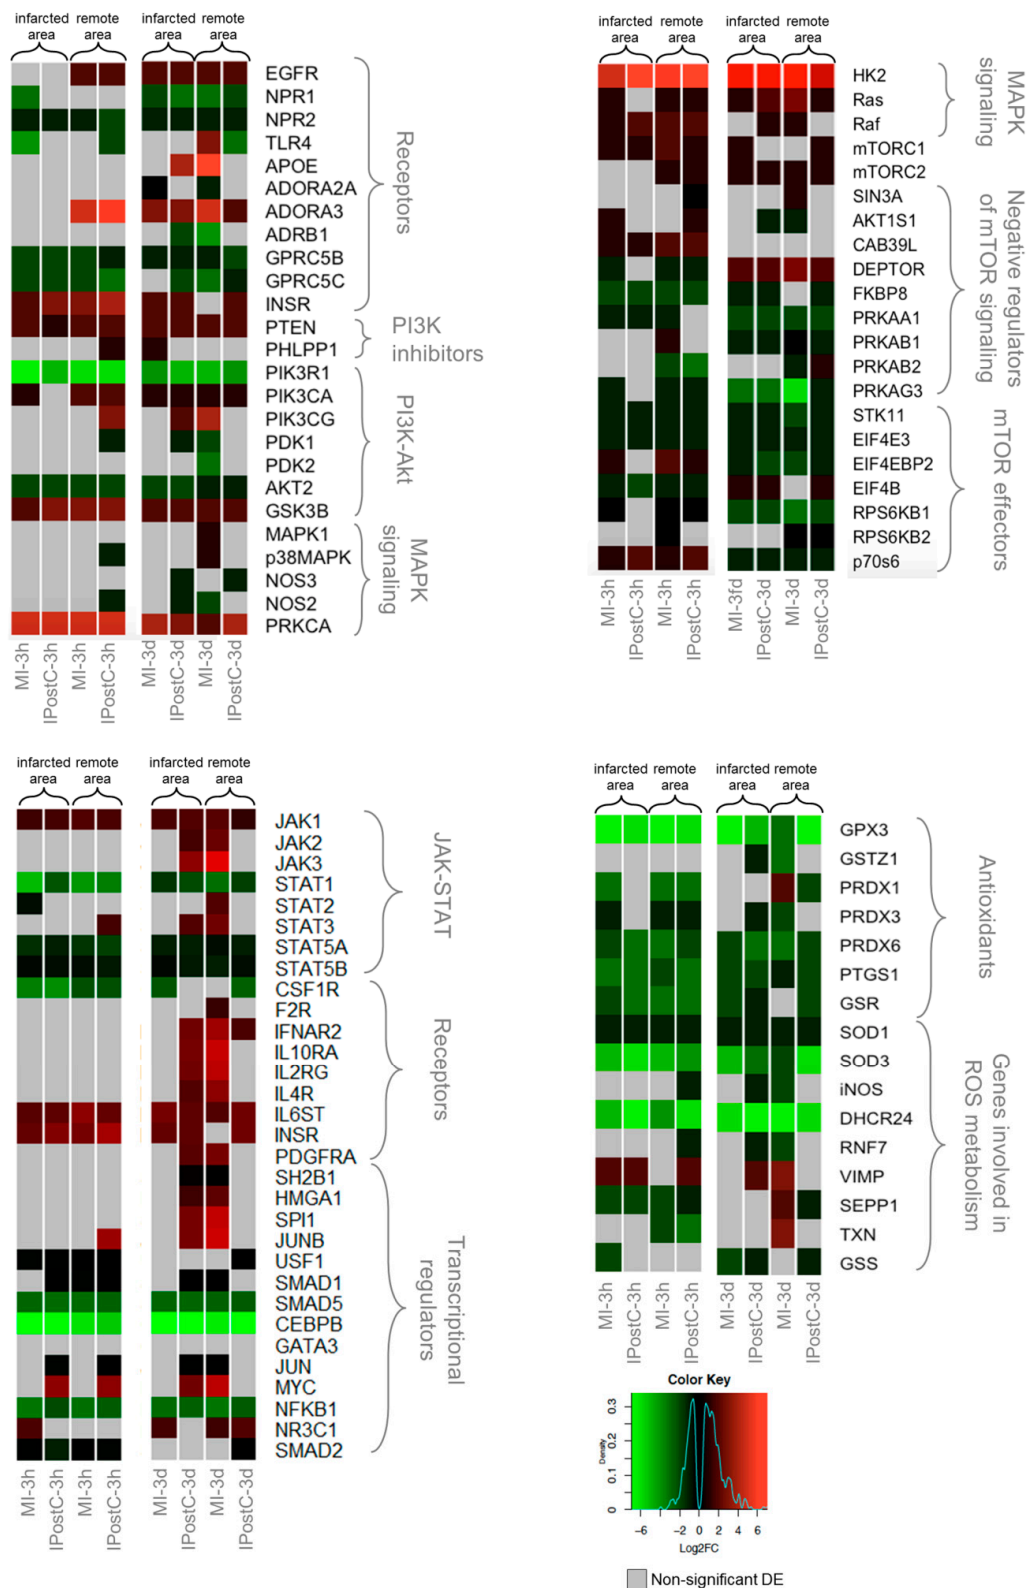 infarcted remote
area area
infarcted remote
area area
EGFR
NPR1
NPR2
TLR4
APOE
ADORA2A
ADORA3
ADRB1
GPRC5B
GPRC5C
INSR
PTEN
PHLPP1
PIK3R1
PIK3CA
PIK3CG
PDK1
PDK2
AKT2
GSK3B
MAPK1
p38MAPK
NOS3
NOS2
PRKCA
Receptors
PI3K
inhibitors
PI3K-Akt
MAPK
signaling
MI-3h
IPostC-3h
MI-3h
IPostC-3h
MI-3d
IPostC-3d
MI-3d
IPostC-3d
infarcted remote
area area
infarcted remote
area area
HK2
Ras
Raf
mTORC1
mTORC2
SIN3A
AKT1S1
CAB39L
DEPTOR
FKBP8
PRKAA1
PRKAB1
PRKAB2
PRKAG3
STK11
EIF4E3
EIF4EBP2
EIF4B
RPS6KB1
RPS6KB2
p70s6
MAPK
signaling
Negative regulators
of mTOR signaling
mTOR effectors
MI-3h
IPostC-3h
MI-3h
IPostC-3h
MI-3fd
IPostC-3d
MI-3d
IPostC-3d
infarcted remote
area area
infarcted remote
area area
JAK1
JAK2
JAK3
STAT1
STAT2
STAT3
STAT5A
STAT5B
CSF1R
F2R
IFNAR2
IL10RA
IL2RG
IL4R
IL6ST
INSR
PDGFRA
SH2B1
HMGA1
SPI1
JUNB
USF1
SMAD1
SMAD5
CEBPB
GATA3
JUN
MYC
NFKB1
NR3C1
SMAD2
JAK-STAT
Receptors
Transcriptional
regulators
MI-3h
IPostC-3h
MI-3h
IPostC-3h
MI-3d
IPostC-3d
MI-3d
IPostC-3d
infarcted remote
area area
infarcted remote
area area
GPX3
GSTZ1
PRDX1
PRDX3
PRDX6
PTGS1
GSR
SOD1
SOD3
iNOS
DHCR24
RNF7
VIMP
SEPP1
TXN
GSS
Antioxidants
Genes involved in
ROS metabolism
MI-3h
IPostC-3h
MI-3h
IPostC-3h
MI-3d
IPostC-3d
MI-3d
IPostC-3d
Color Key
Density
0 0.1 0.2 0.3
-6 -2 0 2 4 6
Log2FC
Non-significant DE